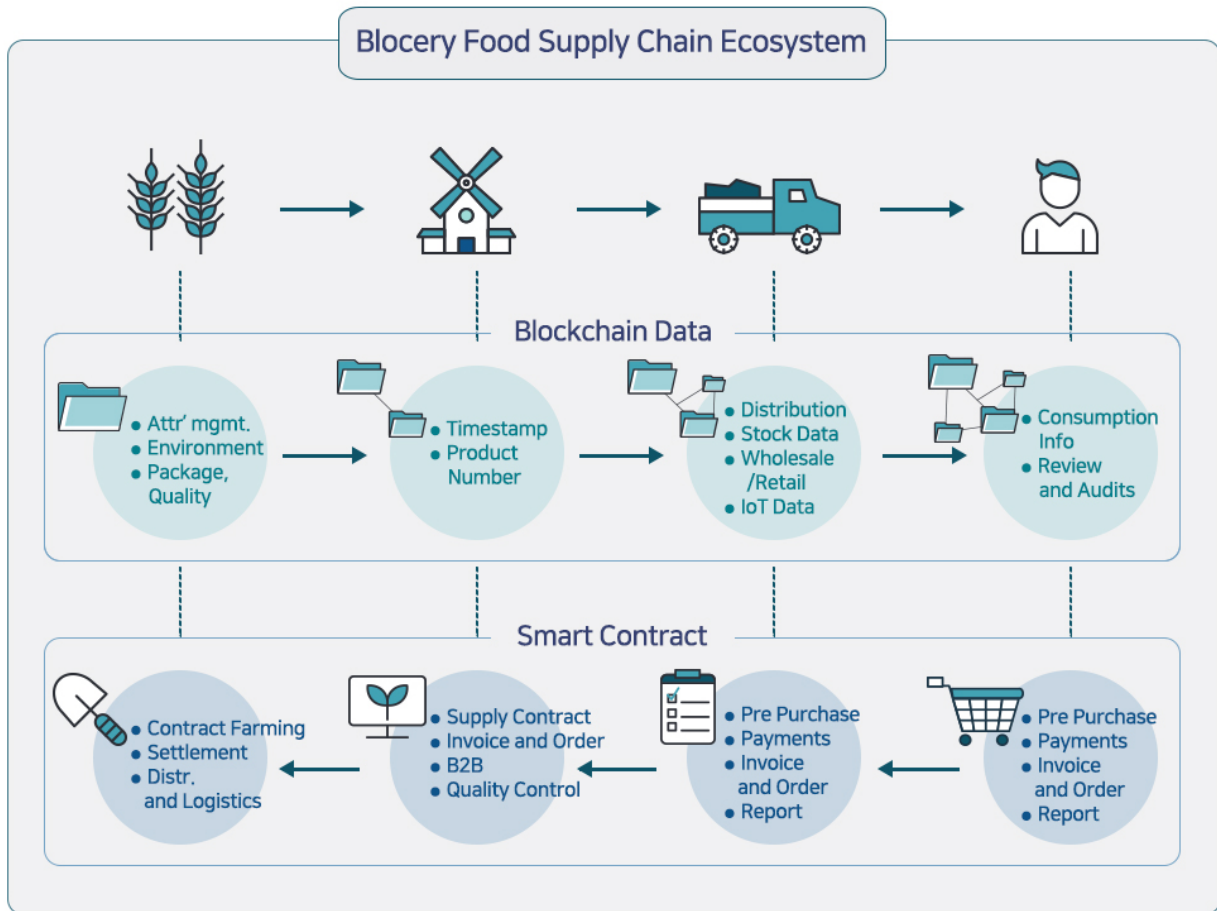 Blocery Food Supply Chain Ecosystem
Blockchain Data
• Attr' mgmt.
• Environment
• Package,
Quality
• Timestamp
• Product
Number
• Distribution
• Stock Data
• Wholesale
/Retail
• IoT Data
• Consumption
Info
• Review
and Audits
Smart Contract
• Contract Farming
• Settlement
• Distr.
and Logistics
• Supply Contract
• Invoice and Order
• B2B
• Quality Control
• Pre Purchase
• Payments
• Invoice
and Order
• Report
• Pre Purchase
• Payments
• Invoice
and Order
• Report